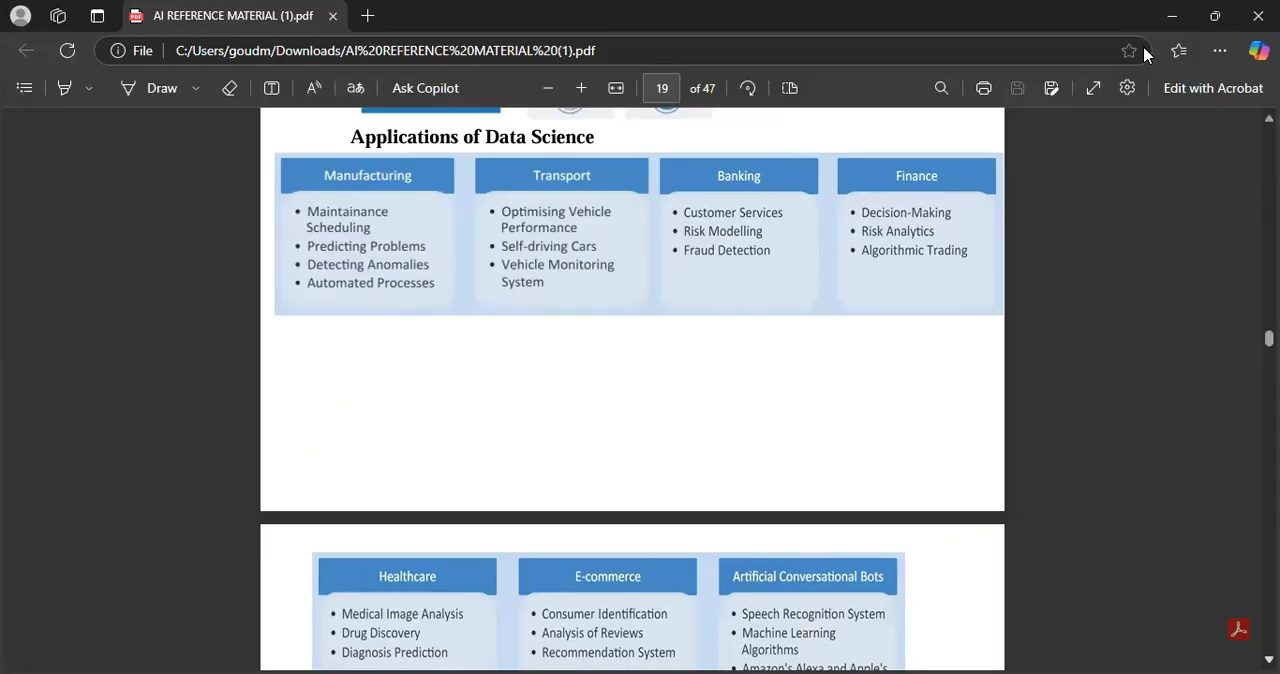 AI REFERENCE MATERIAL (1).pdf
File
C:/Users/goudm/Downloads/AI%20REFERENCE%20MATERIAL%20(1).pdf
Draw
Ask Copilot
19 of 47
Edit with Acrobat
Applications of Data Science
Manufacturing
• Maintainance
Scheduling
• Predicting Problems
• Detecting Anomalies
• Automated Processes
Transport
• Optimising Vehicle
Performance
• Self-driving Cars
• Vehicle Monitoring
System
Banking
• Customer Services
• Risk Modelling
• Fraud Detection
Finance
• Decision-Making
• Risk Analytics
• Algorithmic Trading
Healthcare
• Medical Image Analysis
• Drug Discovery
• Diagnosis Prediction
E-commerce
• Consumer Identification
• Analysis of Reviews
• Recommendation System
Artificial Conversational Bots
• Speech Recognition System
• Machine Learning
Algorithms
• Amazon's Alexa and Apple's